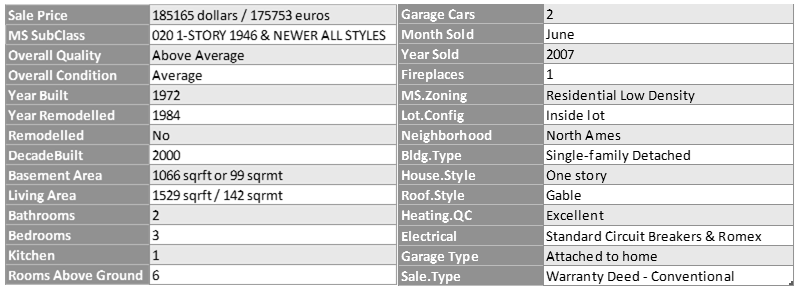 Sale Price 185165 dollars / 175753 euros
MS SubClass 020 1-STORY 1946 & NEWER ALL STYLES
Overall Quality Above Average
Overall Condition Average
Year Built 1972
Year Remodelled 1984
Remodelled No
DecadeBuilt 2000
Basement Area 1066 sqrft or 99 sqrmt
Living Area 1529 sqrft / 142 sqrmt
Bathrooms 2
Bedrooms 3
Kitchen 1
Rooms Above Ground 6
Garage Cars 2
Month Sold June
Year Sold 2007
Fireplaces 1
MS.Zoning Residential Low Density
Lot.Config Inside lot
Neighborhood North Ames
Bldg.Type Single-family Detached
House.Style One story
Roof.Style Gable
Heating.QC Excellent
Electrical Standard Circuit Breakers & Romex
Garage Type Attached to home
Sale.Type Warranty Deed - Conventional